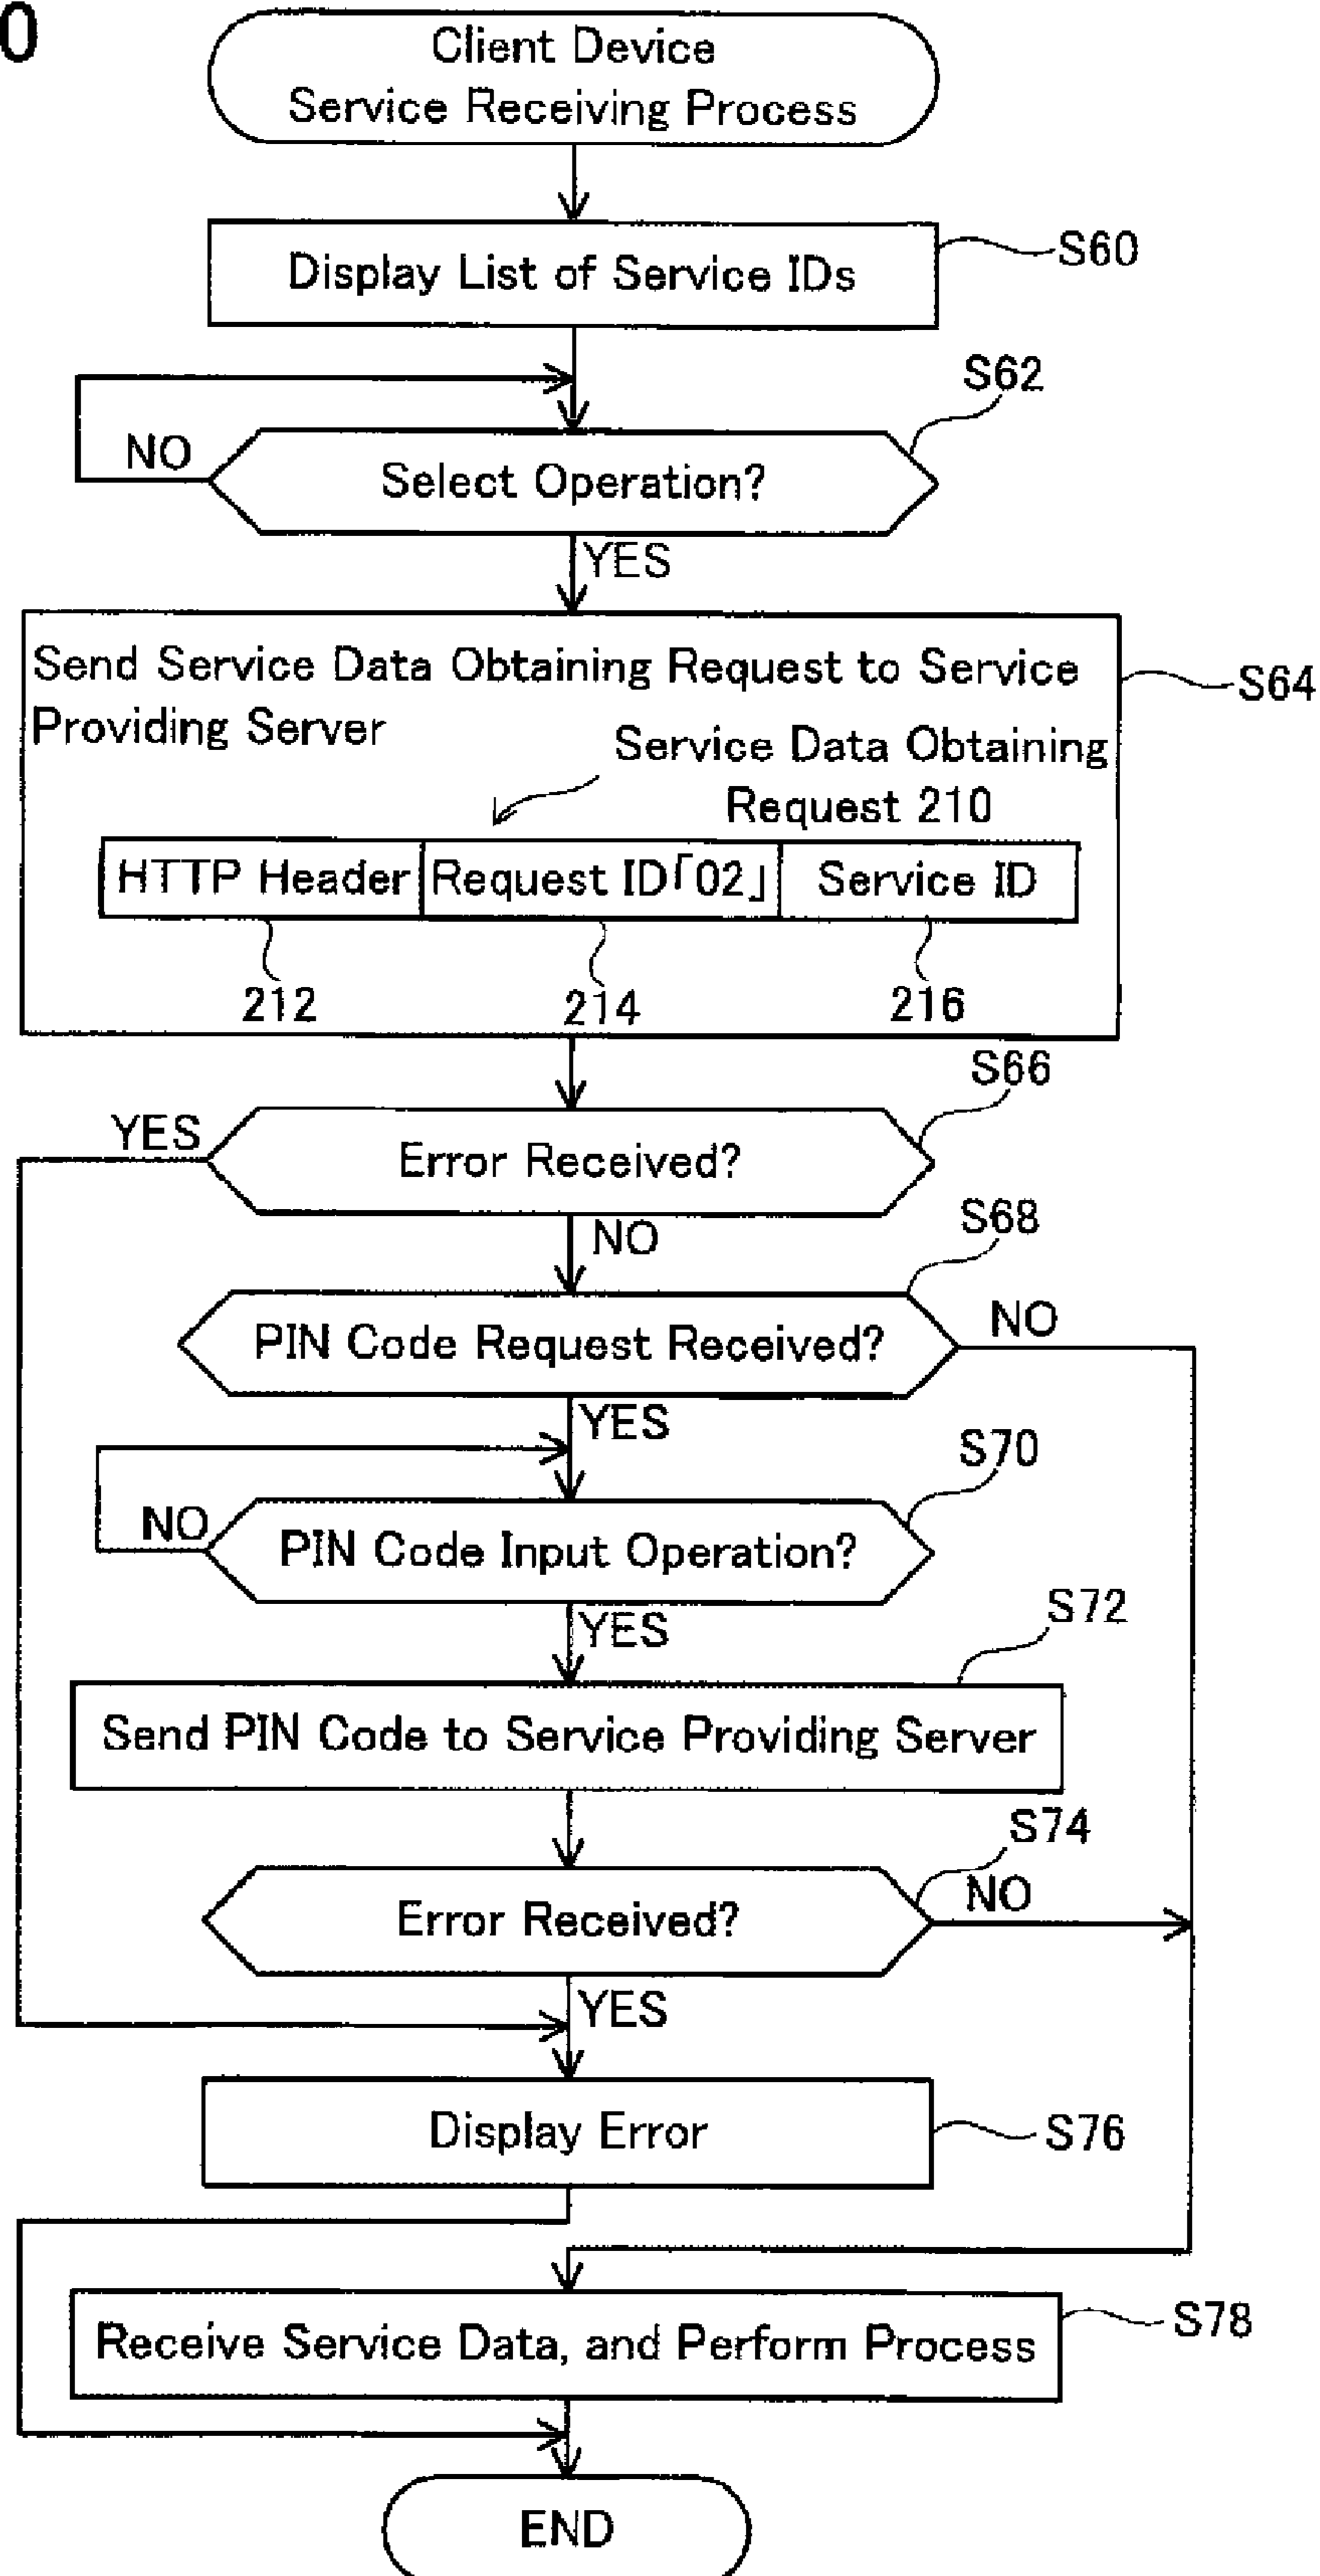 0
Client Device
Service Receiving Process
Display List of Service IDs
S60
S62
NO
Select Operation?
YES
Send Service Data Obtaining Request to Service
Providing Server
S64
Service Data Obtaining
Request 210
HTTP Header
Request ID「02」
Service ID
212
214
216
S66
YES
Error Received?
NO
S68
PIN Code Request Received?
NO
YES
S70
NO
PIN Code Input Operation?
YES
S72
Send PIN Code to Service Providing Server
S74
Error Received?
NO
YES
Display Error
S76
Receive Service Data, and Perform Process
S78
END